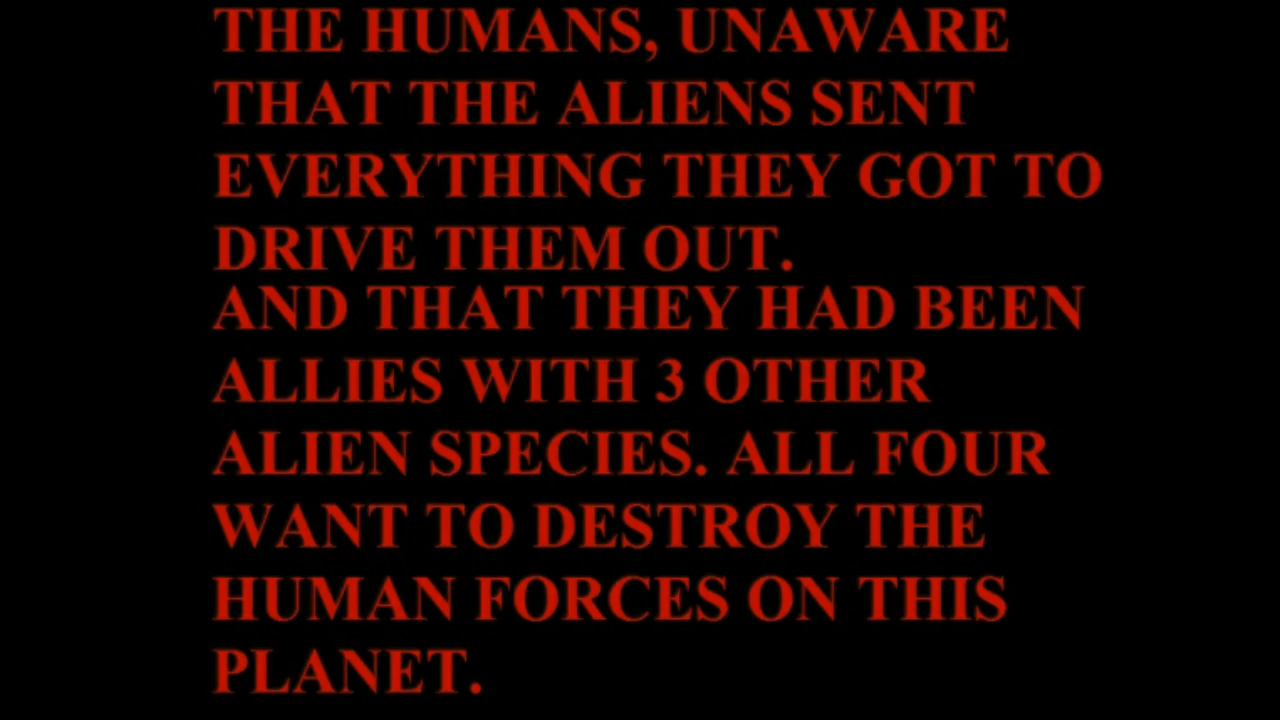 THE HUMANS, UNAWARE
THAT THE ALIENS SENT
EVERYTHING THEY GOT TO
DRIVE THEM OUT.
AND THAT THEY HAD BEEN
ALLIES WITH 3 OTHER
ALIEN SPECIES. ALL FOUR
WANT TO DESTROY THE
HUMAN FORCES ON THIS
PLANET.